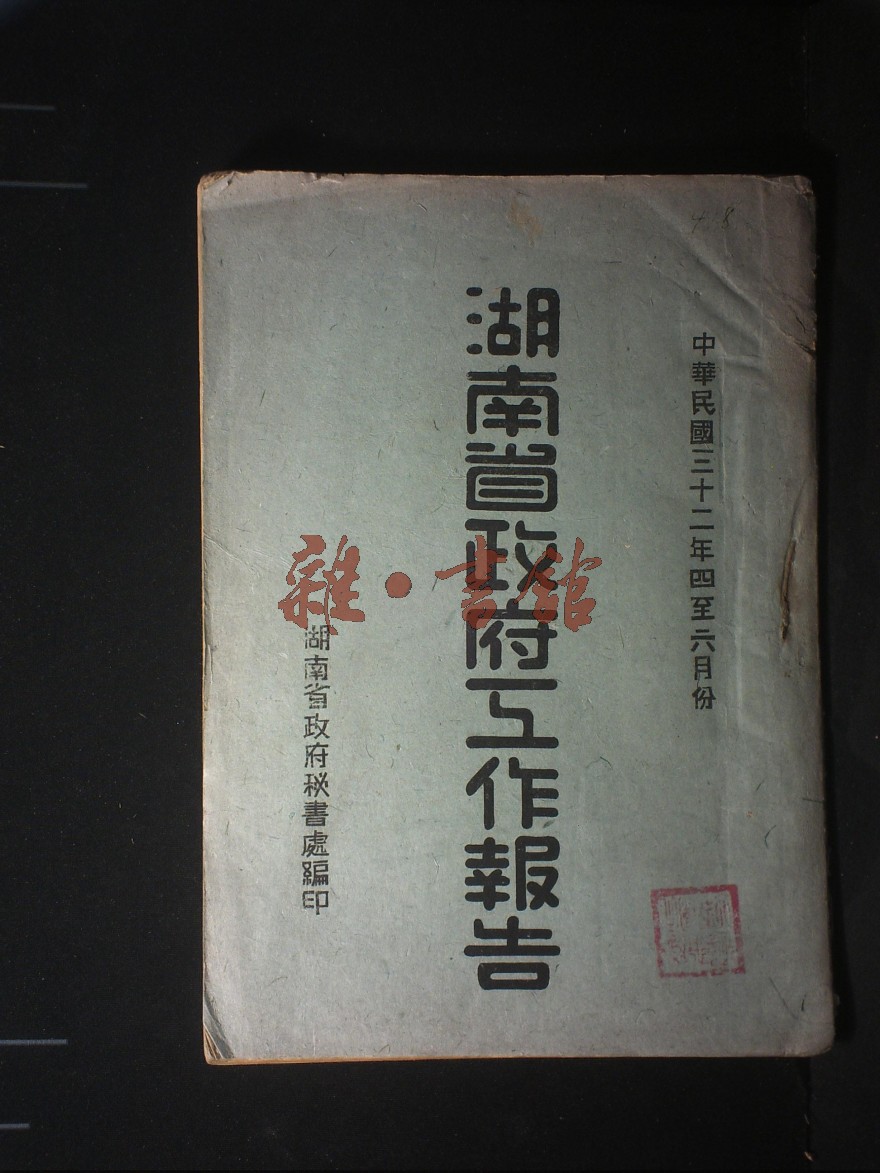 中華民國三十二年四至六月份
湖南省政府工作報告
湖南省政府秘書處編印
雜·書館